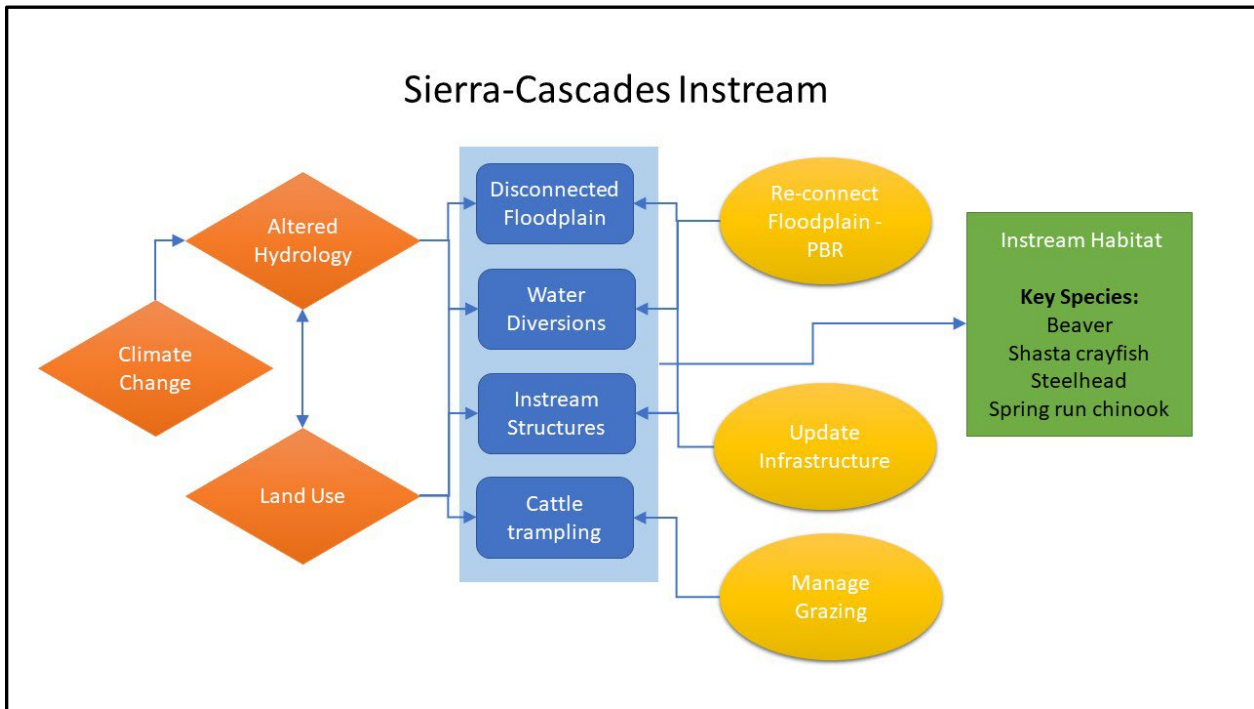 Sierra-Cascades Instream
Altered
Hydrology
Climate
Change
Land Use
Disconnected
Floodplain
Water
Diversions
Instream
Structures
Cattle
trampling
Re-connect
Floodplain -
PBR
Update
Infrastructure
Manage
Grazing
Instream Habitat
Key Species:
Beaver
Shasta crayfish
Steelhead
Spring run chinook